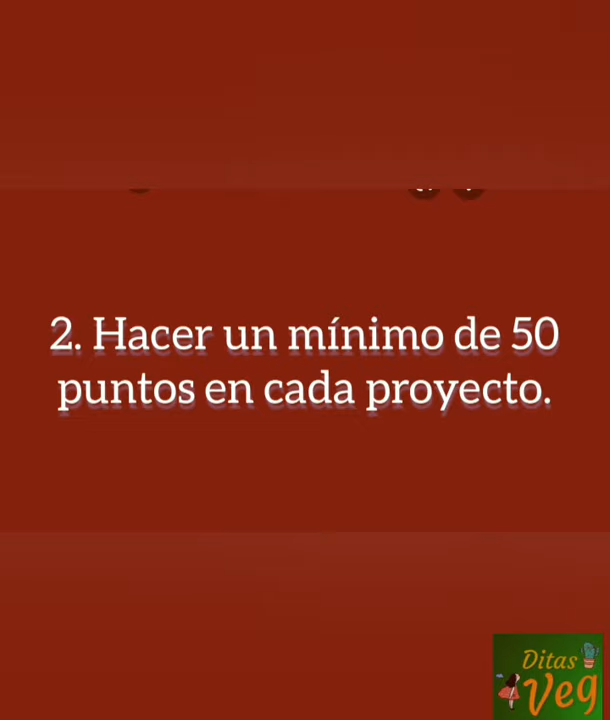 2. Hacer un mínimo de 50
puntos en cada proyecto.
Ditas
Veg